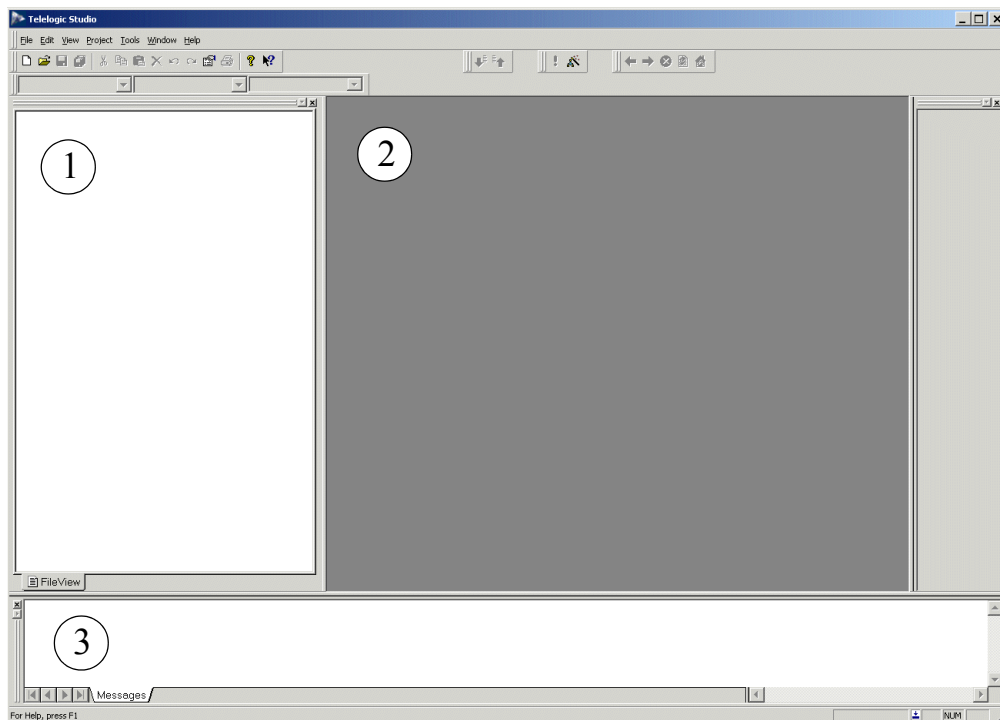 Telelogic Studio
File Edit View Project Tools Window Help
1
2
FileView
3
Messages
For Help, press F1
NUM